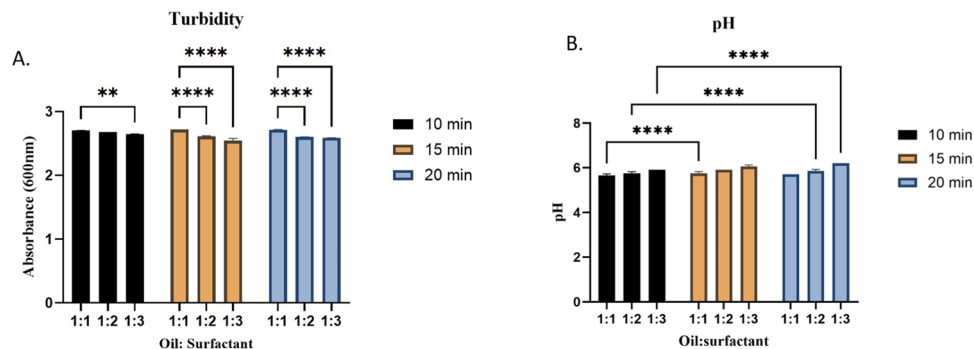 Turbidity
A.
****
****
**
****
****
Absorbance (600nm)
3
2
1
0
1:1 1:2 1:3
1:1 1:2 1:3
1:1 1:2 1:3
Oil: Surfactant
10 min
15 min
20 min
pH
B.
****
****
****
pH
8
6
4
2
0
1:1 1:2 1:3
1:1 1:2 1:3
1:1 1:2 1:3
Oil:surfactant
10 min
15 min
20 min